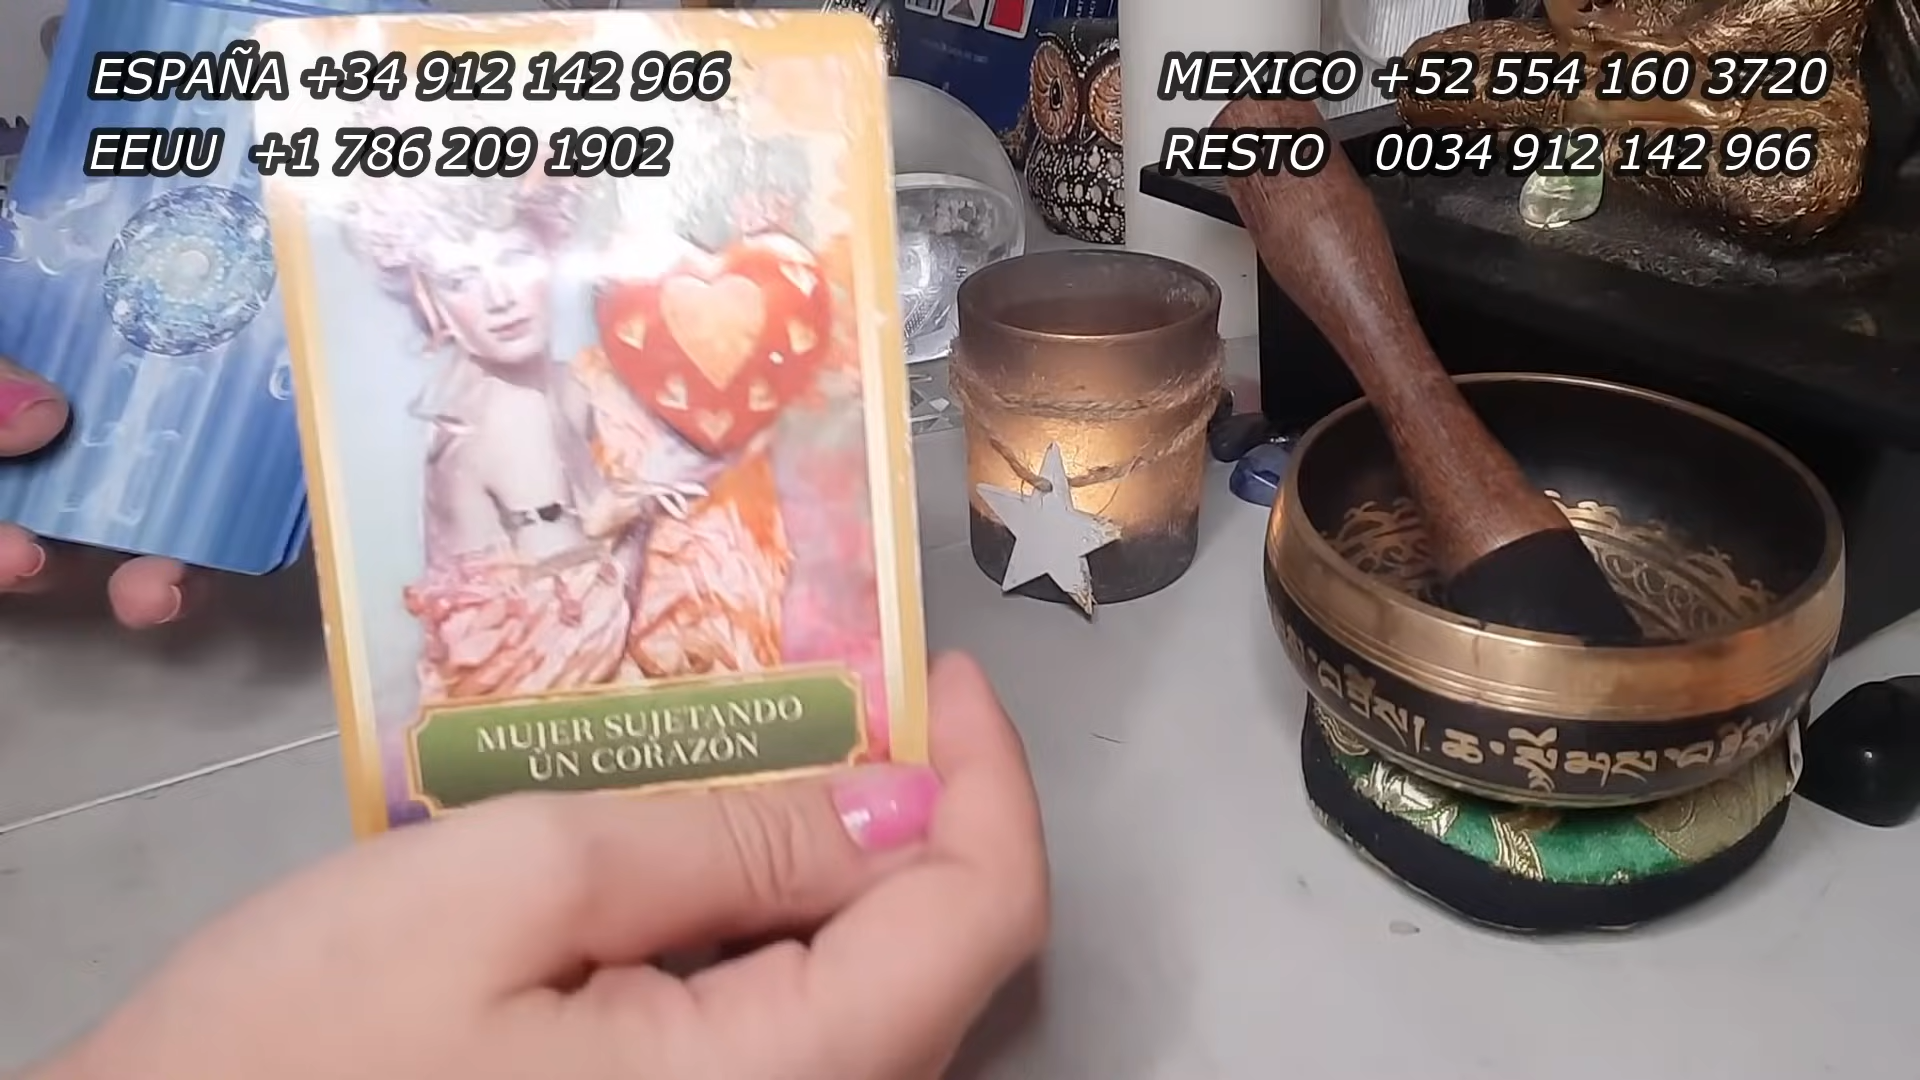 ESPAÑA +34 912 142 966
EEUU +1 786 209 1902
MEXICO +52 554 160 3720
RESTO 0034 912 142 966
MUJER SUJETANDO
UN CORAZÓN